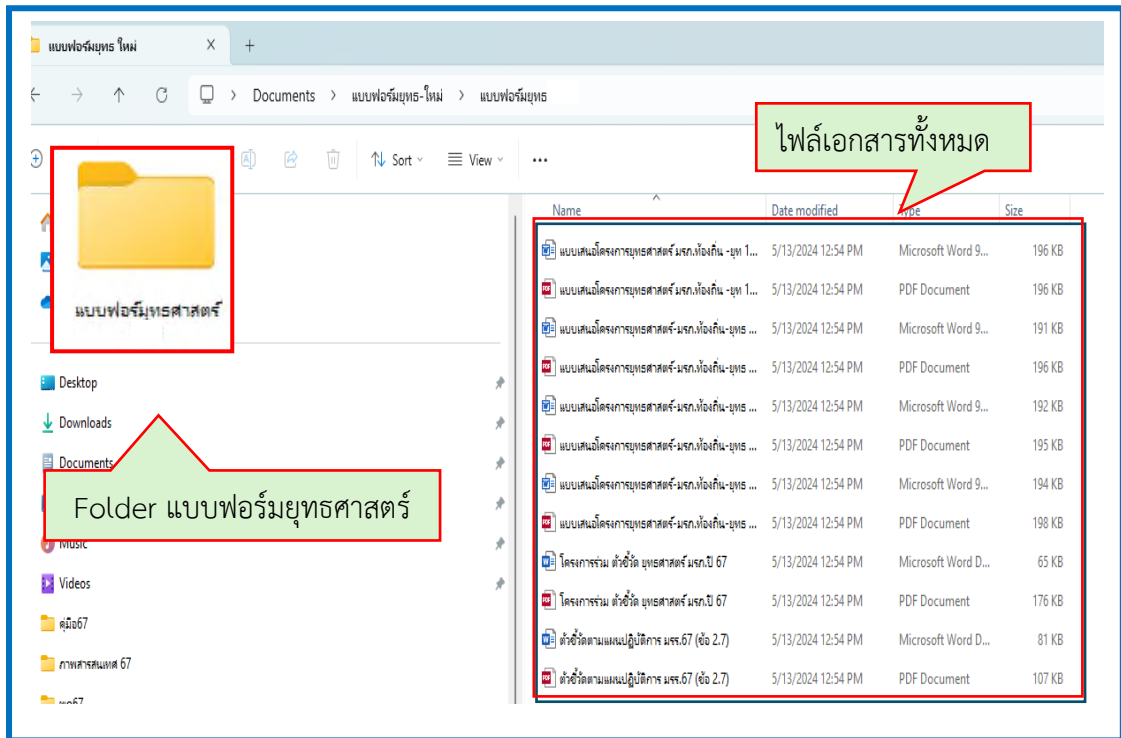 แบบฟอร์มยุทธ ใหม่ X +
Documents > แบบฟอร์มยุทธ-ใหม่ > แบบฟอร์มยุทธ
Sort View ...
ไฟล์เอกสารทั้งหมด
แบบฟอร์มุทธศาสตร์
Folder แบบฟอร์มยุทธศาสตร์
Desktop
Downloads
Documents
Music
Videos
คู่มือ67
ภาพสารสนเทศ 67
Name Date modified Type Size
แบบเสนอโครงการยุทธศาสตร์ มรภ.ท้องถิ่น -ยุท 1... 5/13/2024 12:54 PM Microsoft Word 9... 196 KB
แบบเสนอโครงการยุทธศาสตร์ มรภ.ท้องถิ่น -ยุท 1... 5/13/2024 12:54 PM PDF Document 196 KB
แบบเสนอโครงการยุทธศาสตร์-มรภ.ท้องถิ่น-ยุทธ ... 5/13/2024 12:54 PM Microsoft Word 9... 191 KB
แบบเสนอโครงการยุทธศาสตร์-มรภ.ท้องถิ่น-ยุทธ ... 5/13/2024 12:54 PM PDF Document 196 KB
แบบเสนอโครงการยุทธศาสตร์-มรภ.ท้องถิ่น-ยุทธ ... 5/13/2024 12:54 PM Microsoft Word 9... 192 KB
แบบเสนอโครงการยุทธศาสตร์-มรภ.ท้องถิ่น-ยุทธ ... 5/13/2024 12:54 PM PDF Document 195 KB
แบบเสนอโครงการยุทธศาสตร์-มรภ.ท้องถิ่น-ยุทธ ... 5/13/2024 12:54 PM Microsoft Word 9... 194 KB
แบบเสนอโครงการยุทธศาสตร์-มรภ.ท้องถิ่น-ยุทธ ... 5/13/2024 12:54 PM PDF Document 198 KB
โครงการร่วม ตัวชี้วัด ยุทธศาสตร์ มรภ.ปี 67 5/13/2024 12:54 PM Microsoft Word D... 65 KB
โครงการร่วม ตัวชี้วัด ยุทธศาสตร์ มรภ.ปี 67 5/13/2024 12:54 PM PDF Document 176 KB
ตัวชี้วัดตามแผนปฏิบัติการ มรร.67 (ข้อ 2.7) 5/13/2024 12:54 PM Microsoft Word D... 81 KB
ตัวชี้วัดตามแผนปฏิบัติการ มรร.67 (ข้อ 2.7) 5/13/2024 12:54 PM PDF Document 107 KB